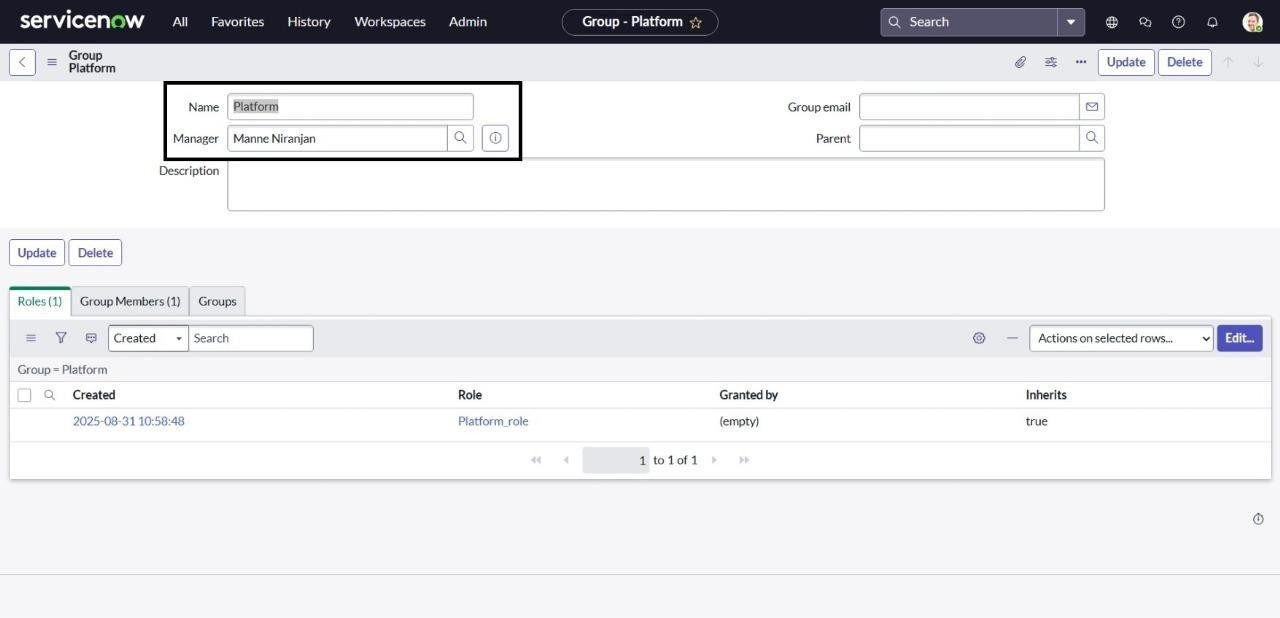 servicenow All Favorites History Workspaces Admin Group - Platform Search
Group
Platform
Update Delete
Name Platform Group email
Manager Manne Niranjan Parent
Description
Update Delete
Roles (1) Group Members (1) Groups
Created Search Actions on selected rows... Edit...
Group = Platform
Created Role Granted by Inherits
2025-08-31 10:58:48 Platform_role (empty) true
1 to 1 of 1